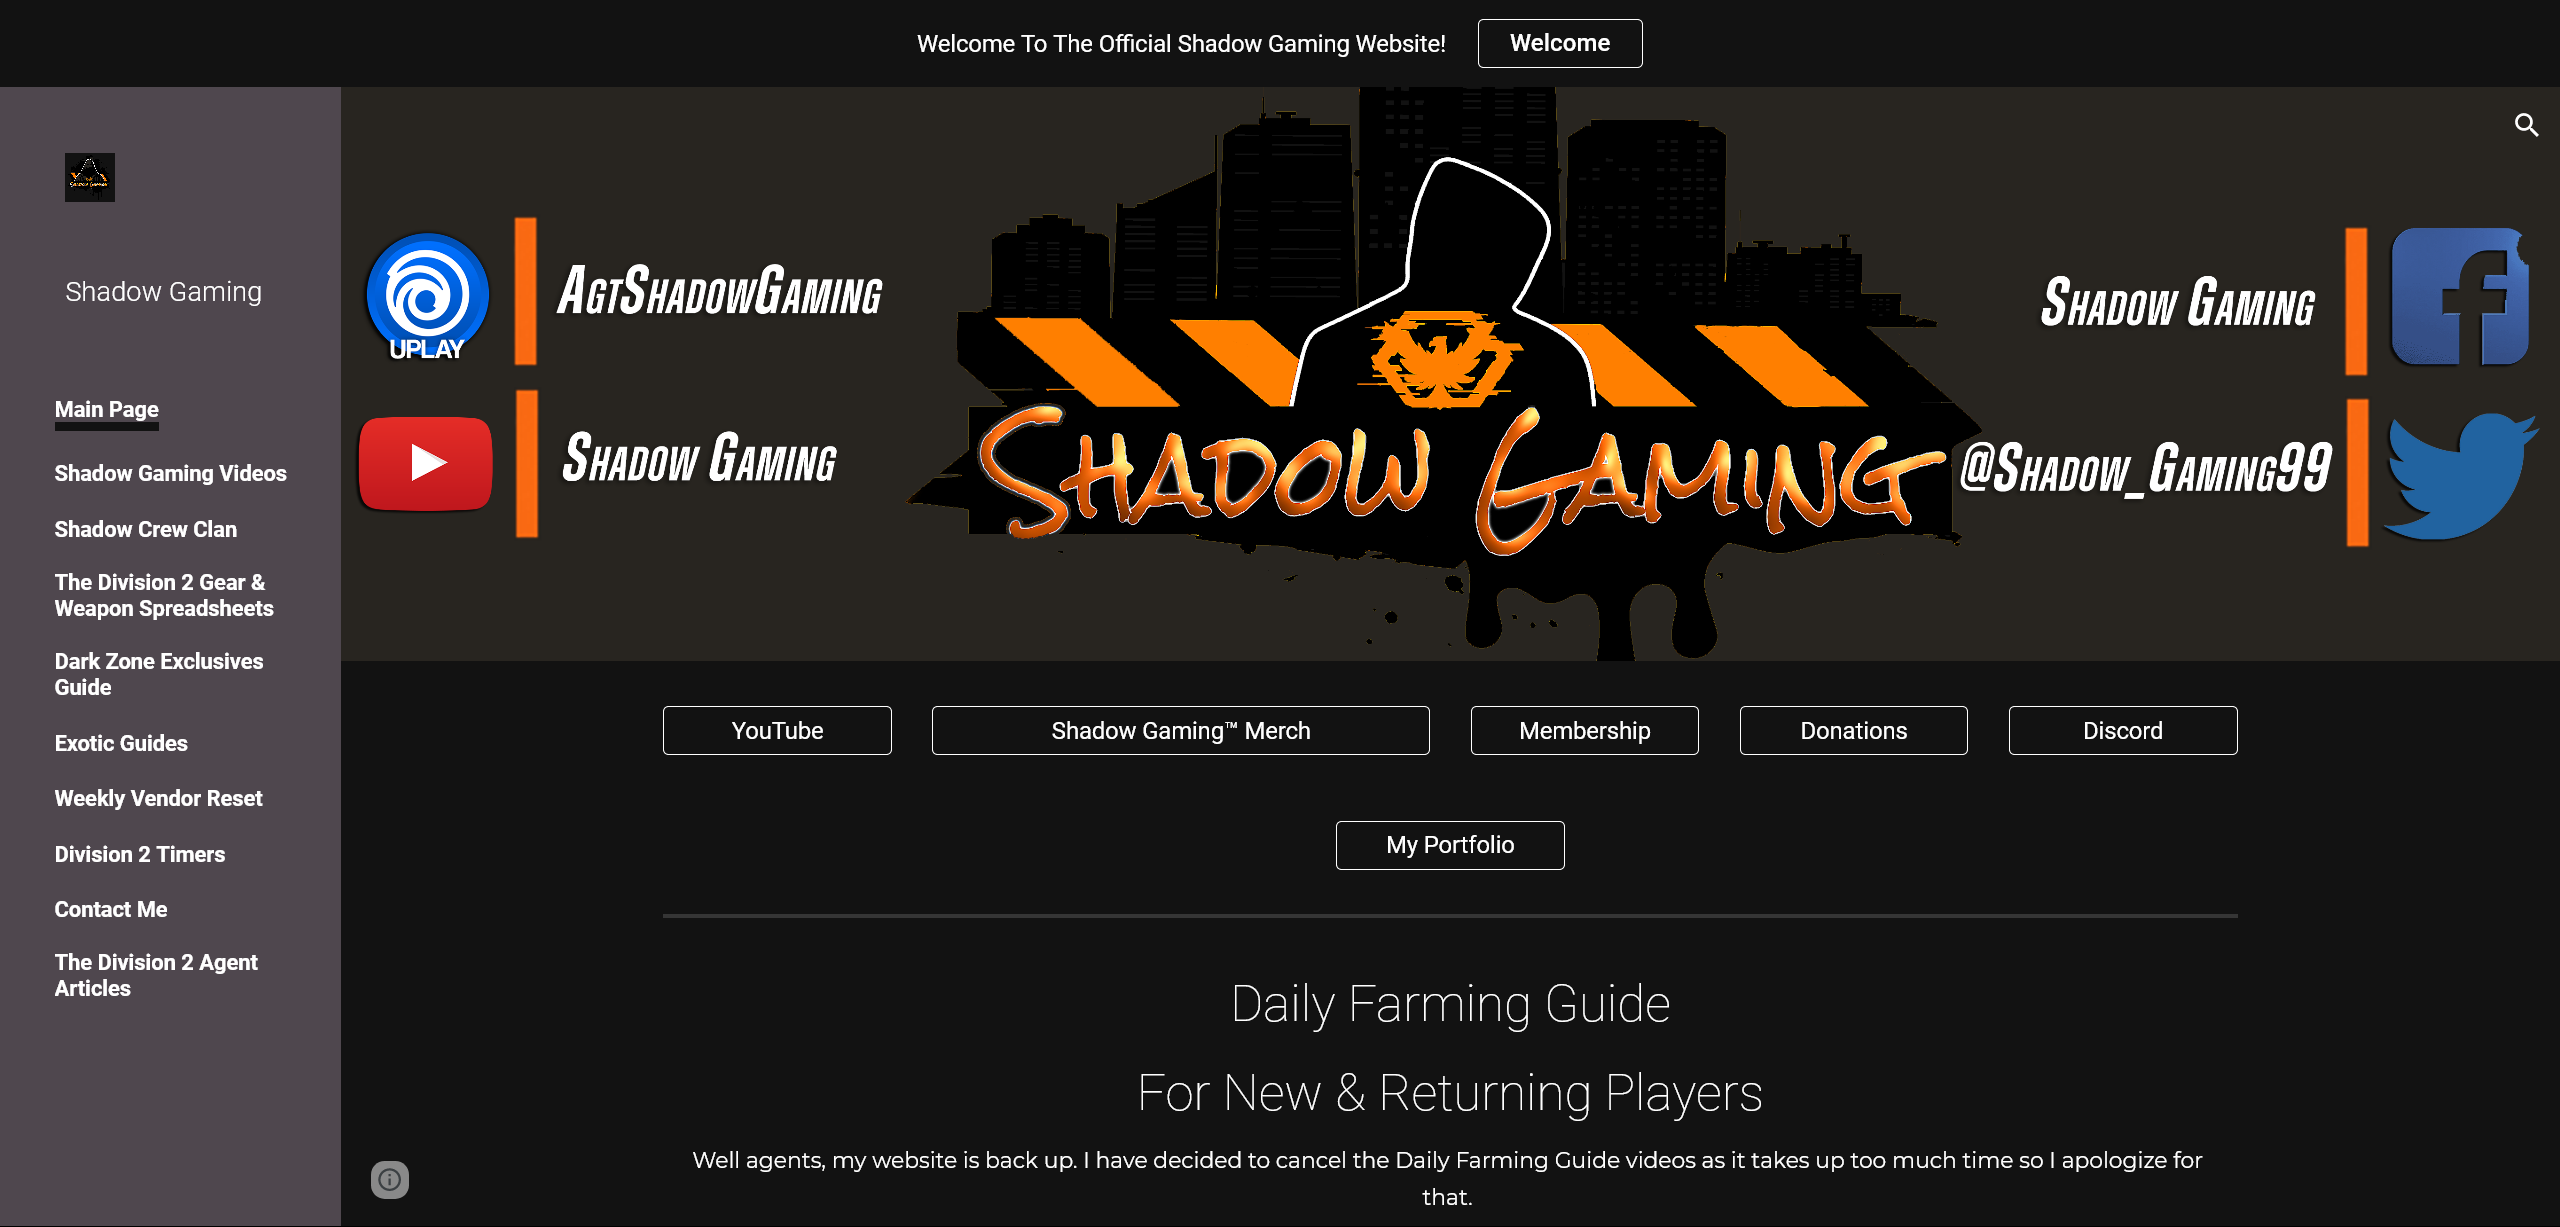 Welcome To The Official Shadow Gaming Website!
Welcome
Shadow Gaming
Main Page
Shadow Gaming Videos
Shadow Crew Clan
The Division 2 Gear &
Weapon Spreadsheets
Dark Zone Exclusives
Guide
Exotic Guides
Weekly Vendor Reset
Division 2 Timers
Contact Me
The Division 2 Agent
Articles
UPLAY
AgtShadowGaming
Shadow Gaming
Shadow Gaming
Shadow Gaming
@Shadow_Gaming99
YouTube
Shadow Gaming™ Merch
Membership
Donations
Discord
My Portfolio
Daily Farming Guide
For New & Returning Players
Well agents, my website is back up. I have decided to cancel the Daily Farming Guide videos as it takes up too much time so I apologize for
that.